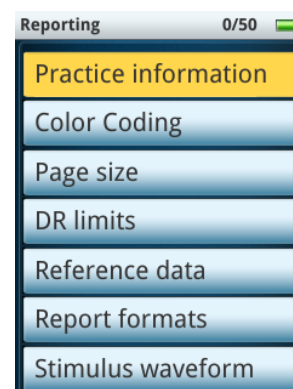 Reporting 0/50
Practice information
Color Coding
Page size
DR limits
Reference data
Report formats
Stimulus waveform